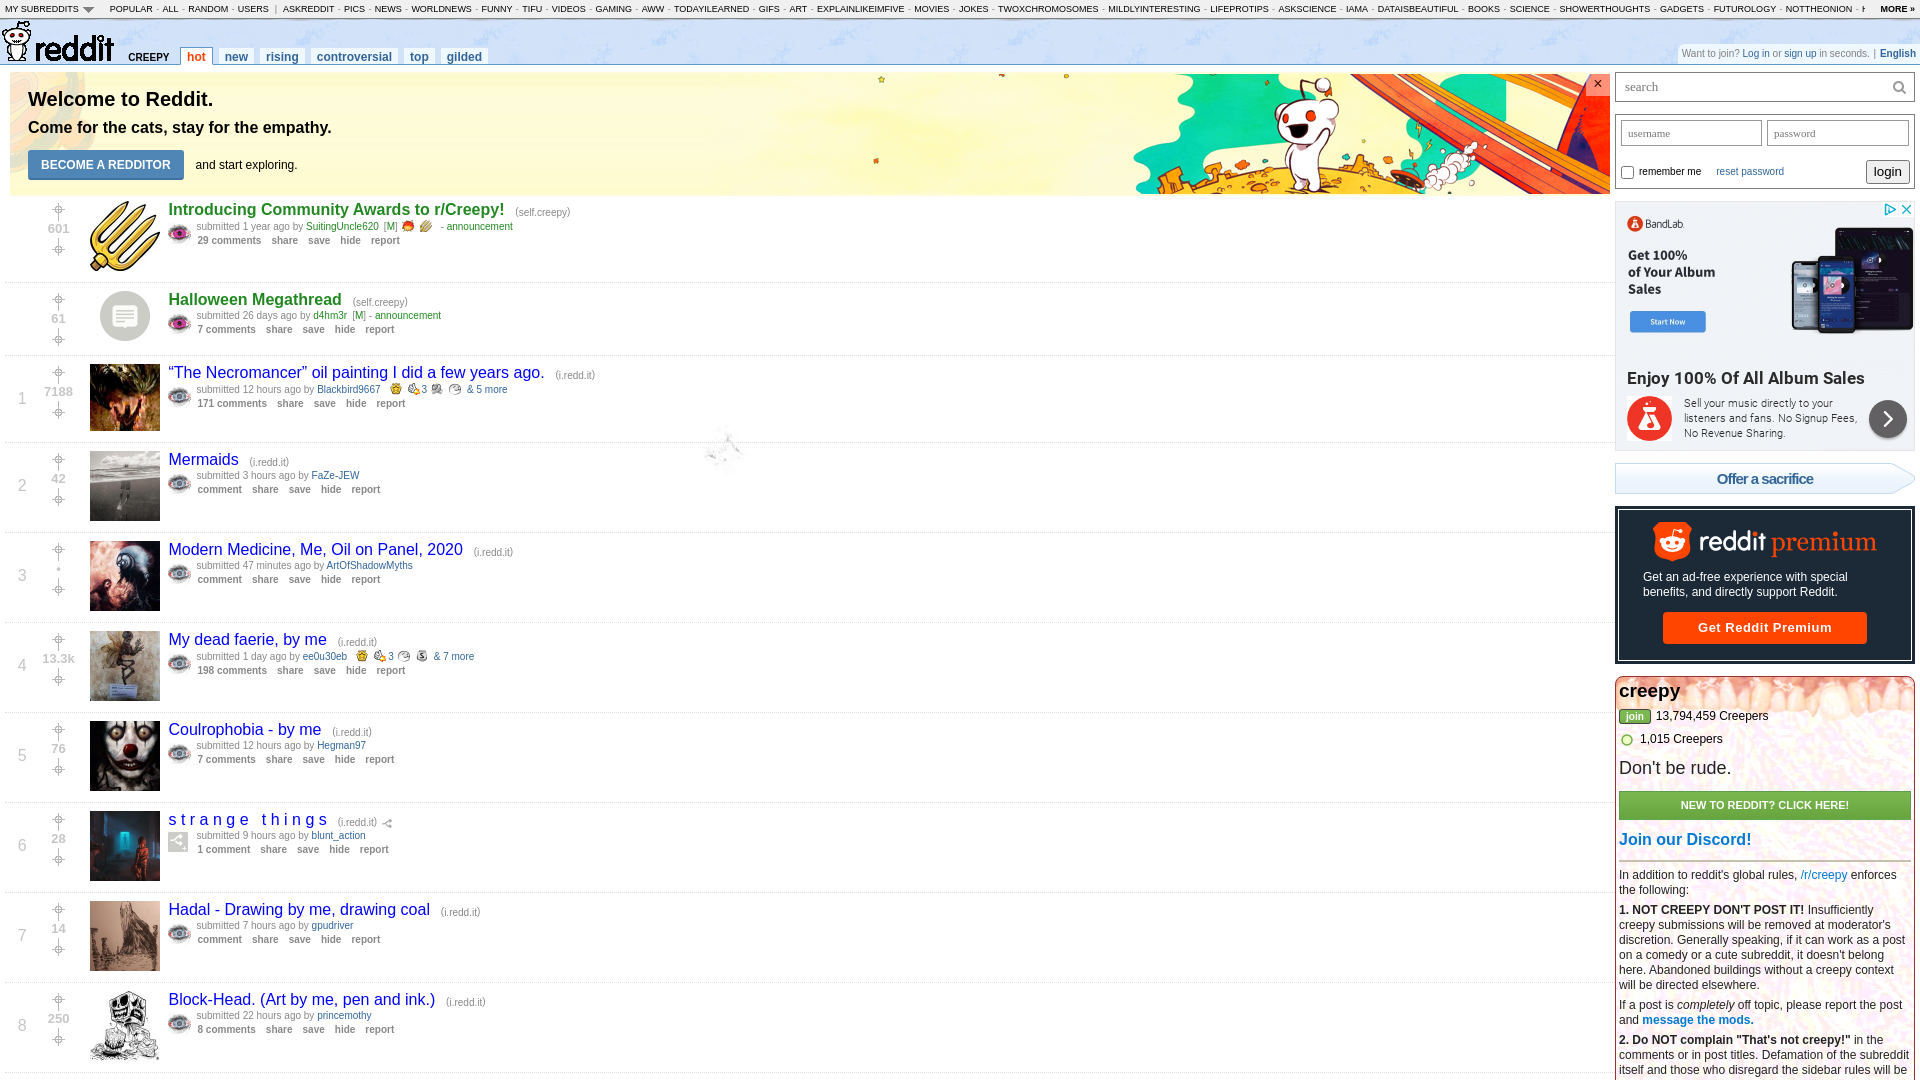 MY SUBREDDITS POPULAR - ALL - RANDOM - USERS | ASKREDDIT - PICS - NEWS - WORLDNEWS - FUNNY - TIFU - VIDEOS - GAMING - AWW - TODAYILEARNED - GIFS - ART - EXPLAINLIKEIMFIVE - MOVIES - JOKES - TWOXCHROMOSOMES - MILDLYINTERESTING - LIFEPROTIPS - ASKSCIENCE - IAMA - DATAISBEAUTIFUL - BOOKS - SCIENCE - SHOWERTHOUGHTS - GADGETS - FUTUROLOGY - NOTTHEONION - MORE »
reddit CREEPY hot new rising controversial top gilded
Want to join? Log in or sign up in seconds. | English
Welcome to Reddit.
Come for the cats, stay for the empathy.
BECOME A REDDITOR and start exploring.
×
601
Introducing Community Awards to r/Creepy! (self.creepy)
submitted 1 year ago by SuitingUncle620 [M] - announcement
29 comments share save hide report
61
Halloween Megathread (self.creepy)
submitted 26 days ago by d4hm3r [M] - announcement
7 comments share save hide report
1
7188
“The Necromancer” oil painting I did a few years ago. (i.redd.it)
submitted 12 hours ago by Blackbird9667 3 & 5 more
171 comments share save hide report
2
42
Mermaids (i.redd.it)
submitted 3 hours ago by FaZe-JEW
comment share save hide report
3
•
Modern Medicine, Me, Oil on Panel, 2020 (i.redd.it)
submitted 47 minutes ago by ArtOfShadowMyths
comment share save hide report
4
13.3k
My dead faerie, by me (i.redd.it)
submitted 1 day ago by ee0u30eb 3 & 7 more
198 comments share save hide report
5
76
Coulrophobia - by me (i.redd.it)
submitted 12 hours ago by Hegman97
7 comments share save hide report
6
28
s t r a n g e t h i n g s (i.redd.it)
submitted 9 hours ago by blunt_action
1 comment share save hide report
7
14
Hadal - Drawing by me, drawing coal (i.redd.it)
submitted 7 hours ago by gpudriver
comment share save hide report
8
250
Block-Head. (Art by me, pen and ink.) (i.redd.it)
submitted 22 hours ago by princemothy
8 comments share save hide report
search
username password
remember me reset password login
BandLab
Get 100%
of Your Album
Sales
Start Now
Enjoy 100% Of All Album Sales
Sell your music directly to your
listeners and fans. No Signup Fees,
No Revenue Sharing.
Offer a sacrifice
reddit premium
Get an ad-free experience with special
benefits, and directly support Reddit.
Get Reddit Premium
creepy
join 13,794,459 Creepers
1,015 Creepers
Don't be rude.
NEW TO REDDIT? CLICK HERE!
Join our Discord!
In addition to reddit's global rules, /r/creepy enforces
the following:
1. NOT CREEPY DON'T POST IT! Insufficiently
creepy submissions will be removed at moderator's
discretion. Generally speaking, if it can work as a post
on a comedy or a cute subreddit, it doesn't belong
here. Abandoned buildings without a creepy context
will be directed elsewhere.
If a post is completely off topic, please report the post
and message the mods.
2. Do NOT complain "That's not creepy!" in the
comments or in post titles. Defamation of the subreddit
itself and those who disregard the sidebar rules will be